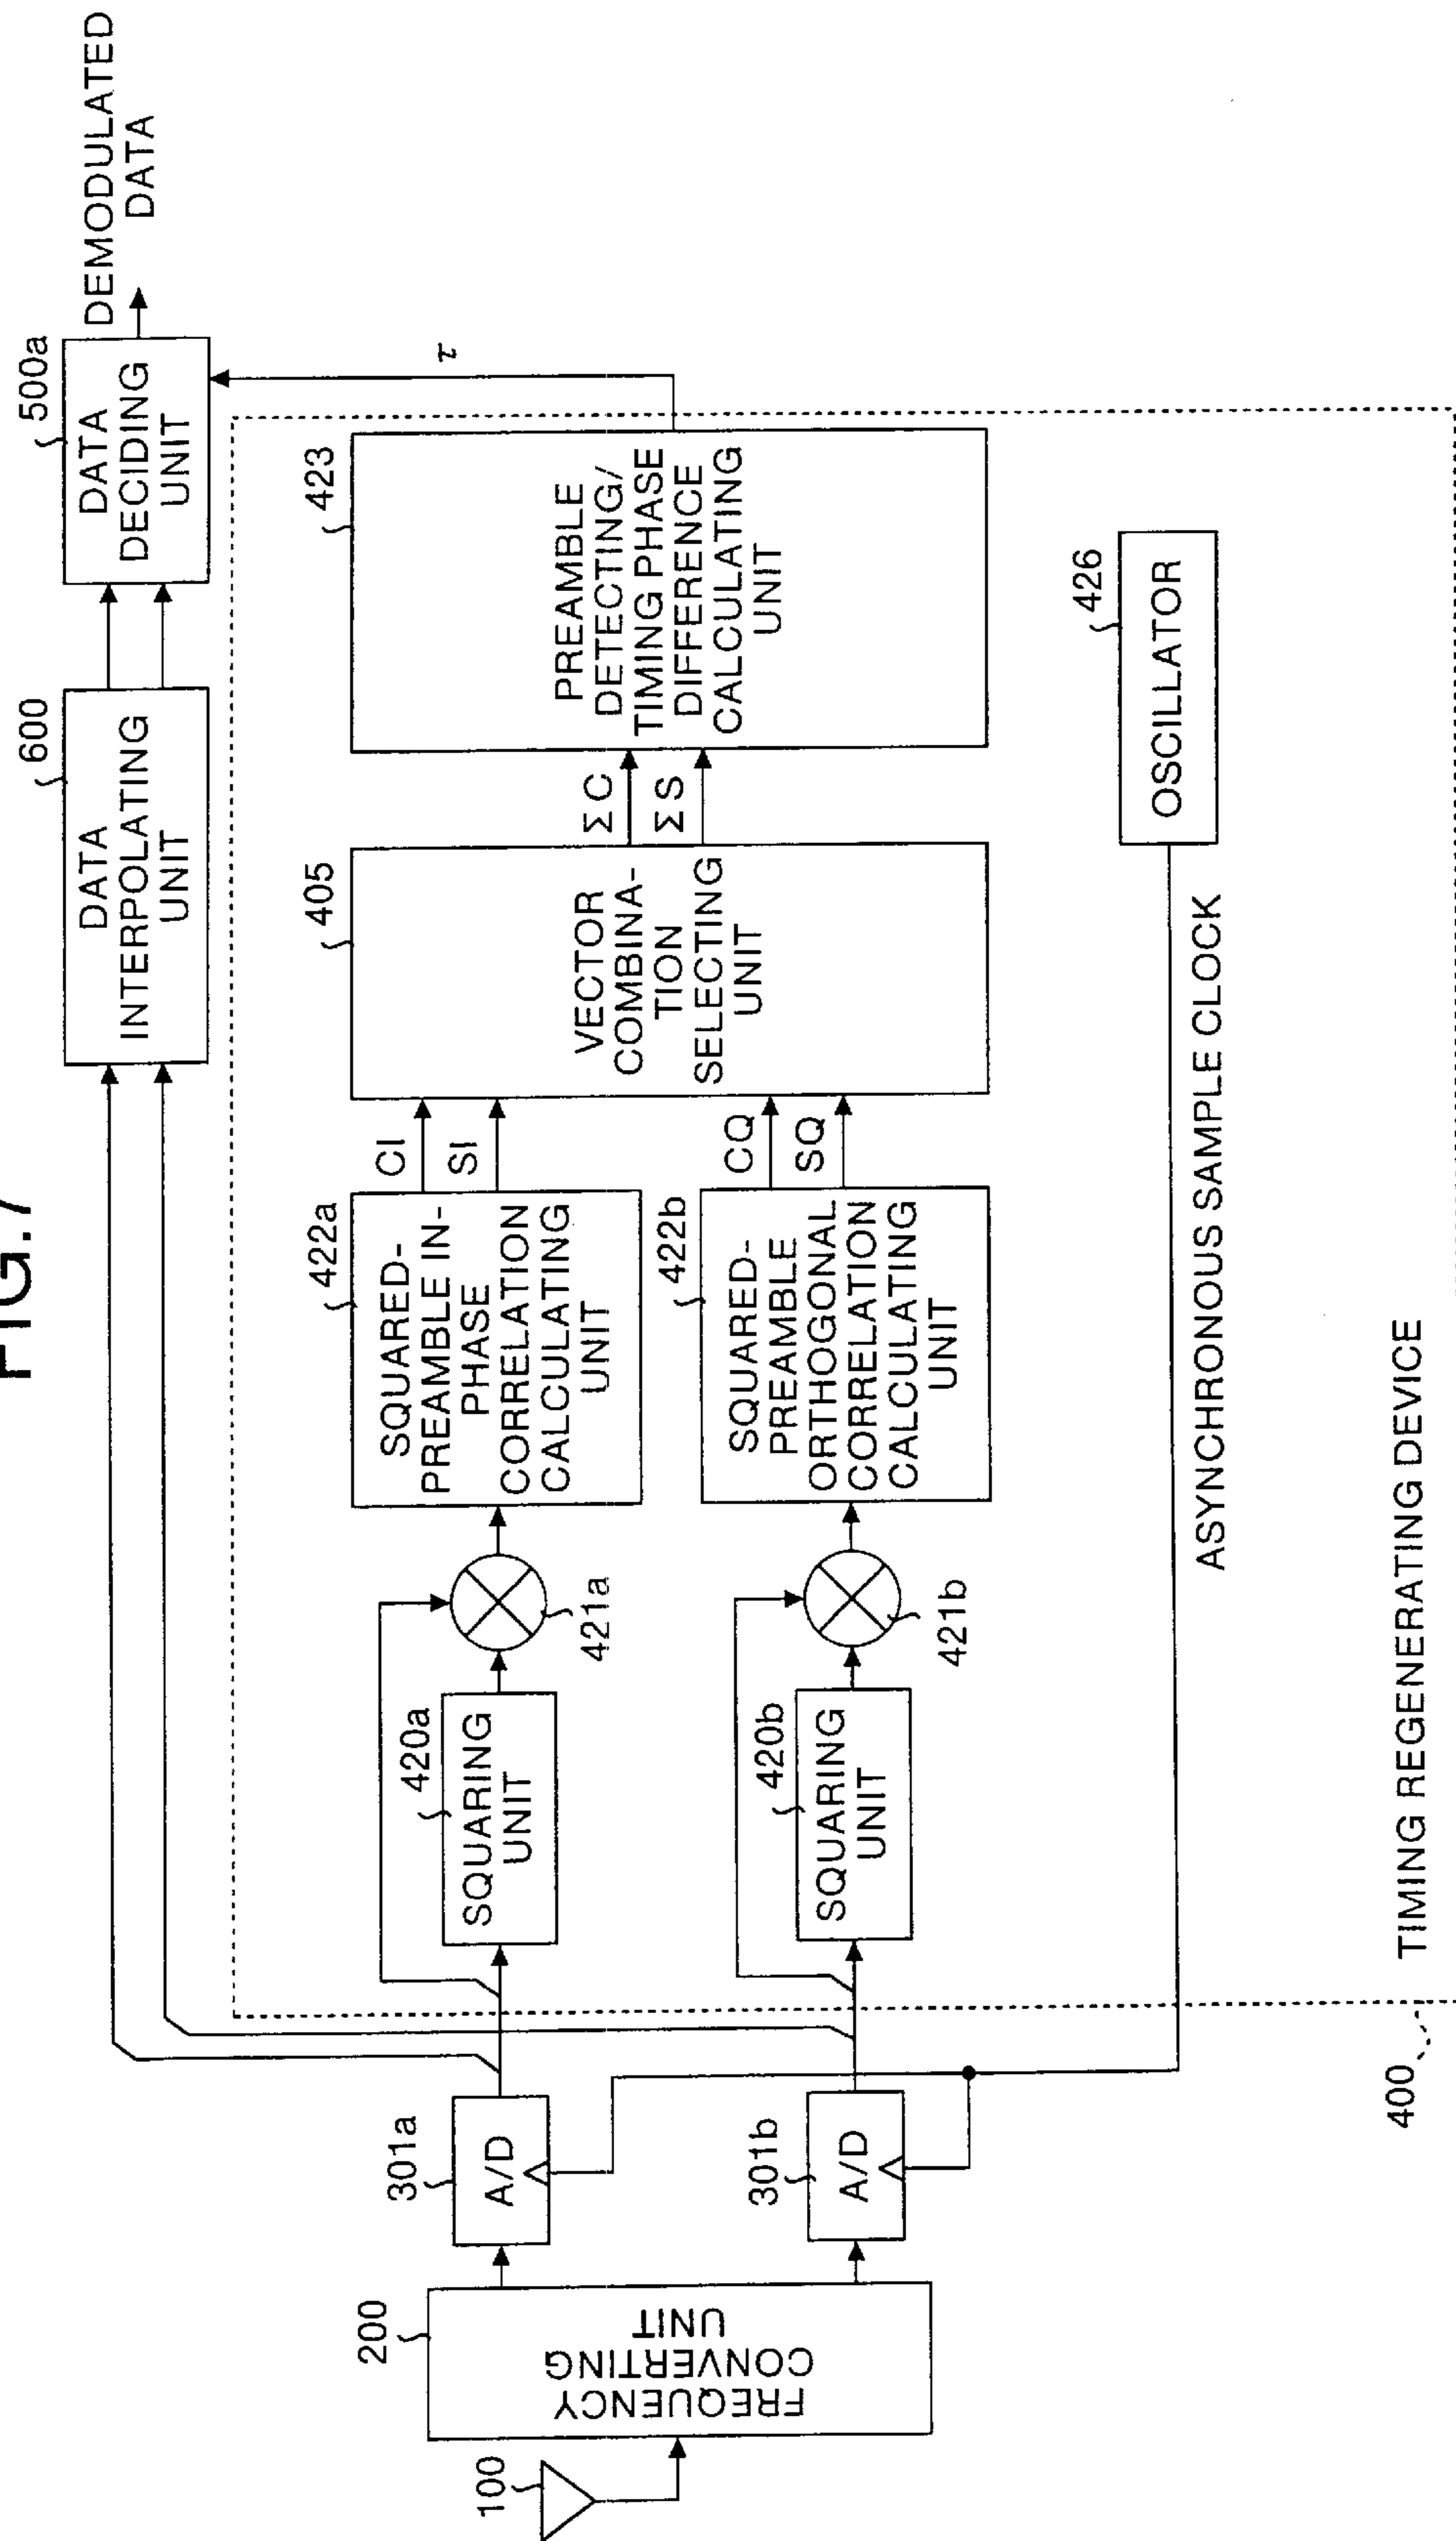 FIG.7
100
200
FREQUENCY
CONVERTING
UNIT
301a
A/D
301b
A/D
420a
SQUARING
UNIT
421a
420b
SQUARING
UNIT
421b
422a
SQUARED-
PREAMBLE IN-
PHASE
CORRELATION
CALCULATING
UNIT
CI
SI
422b
SQUARED-
PREAMBLE
ORTHOGONAL
CORRELATION
CALCULATING
UNIT
CQ
SQ
405
VECTOR
COMBINA-
TION
SELECTING
UNIT
ΣC
ΣS
423
PREAMBLE
DETECTING/
TIMING PHASE
DIFFERENCE
CALCULATING
UNIT
τ
600
DATA
INTERPOLATING
UNIT
500a
DATA
DECIDING
UNIT
DEMODULATED
DATA
426
OSCILLATOR
ASYNCHRONOUS SAMPLE CLOCK
400
TIMING REGENERATING DEVICE